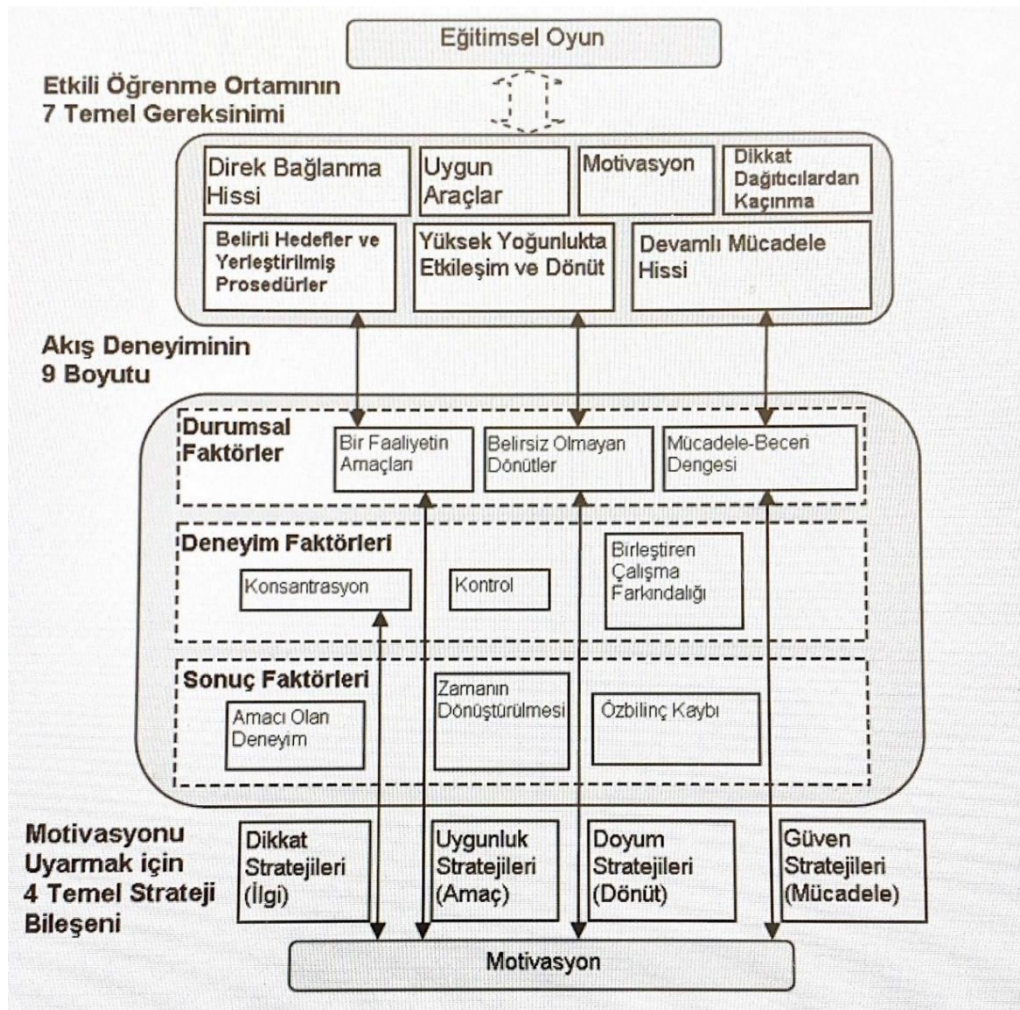 Eğitimsel Oyun
Etkili Öğrenme Ortamının
7 Temel Gereksinimi
Direk Bağlanma
Hissi
Uygun
Araçlar
Motivasyon
Dikkat
Dağıtıcılardan
Kaçınma
Belirli Hedefler ve
Yerleştirilmiş
Prosedürler
Yüksek Yoğunlukta
Etkileşim ve Dönüt
Devamlı Mücadele
Hissi
Akış Deneyiminin
9 Boyutu
Durumsal
Faktörler
Bir Faaliyetin
Amaçları
Belirsiz Olmayan
Dönütler
Mücadele-Beceri
Dengesi
Deneyim Faktörleri
Konsantrasyon
Kontrol
Birleştiren
Çalışma
Farkındalığı
Sonuç Faktörleri
Amacı Olan
Deneyim
Zamanın
Dönüştürülmesi
Özbilinç Kaybı
Motivasyonu
Uyarmak için
4 Temel Strateji
Bileşeni
Dikkat
Stratejileri
(İlgi)
Uygunluk
Stratejileri
(Amaç)
Doyum
Stratejileri
(Dönüt)
Güven
Stratejileri
(Mücadele)
Motivasyon